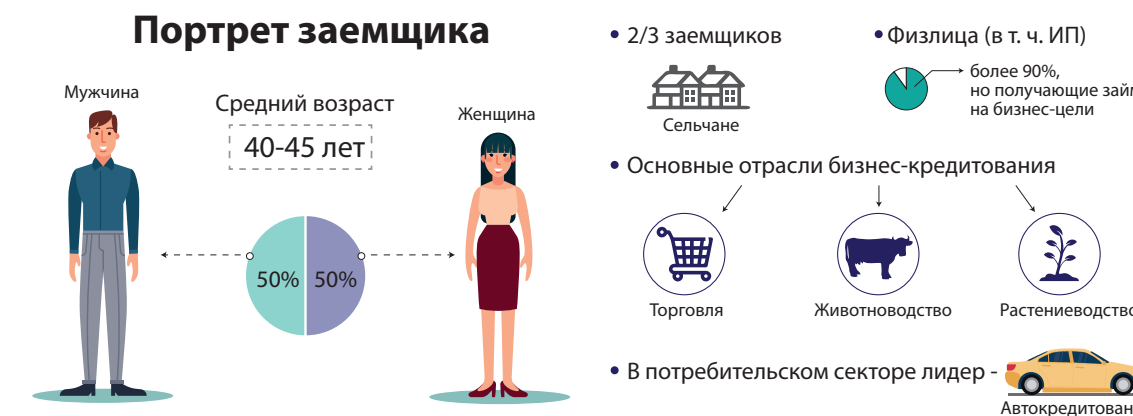 Портрет заемщика
Мужчина
Средний возраст
40-45 лет
Женщина
50%
50%
• 2/3 заемщиков
Сельчане
• Физлица (в т. ч. ИП)
более 90%,
но получающие
на бизнес-цели
• Основные отрасли бизнес-кредитования
Торговля
Животноводство
Растениеводство
• В потребительском секторе лидер -